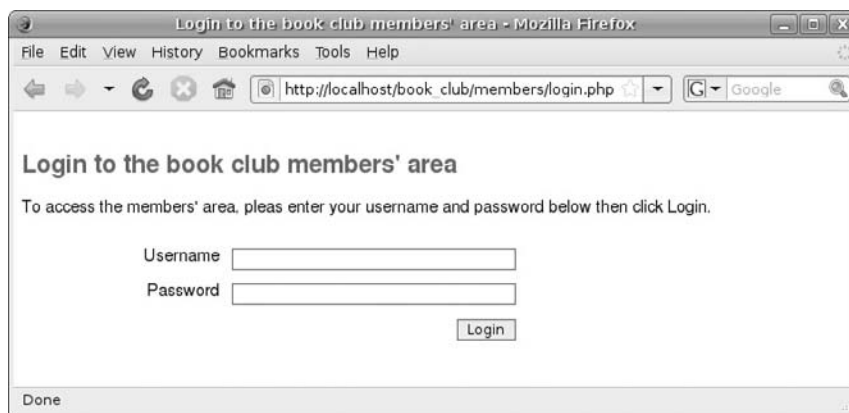 Login to the book club members' area - Mozilla Firefox
File Edit View History Bookmarks Tools Help
http://localhost/book_club/members/login.php G Google
Login to the book club members' area
To access the members' area, pleas enter your username and password below then click Login.
Username
Password
Login
Done